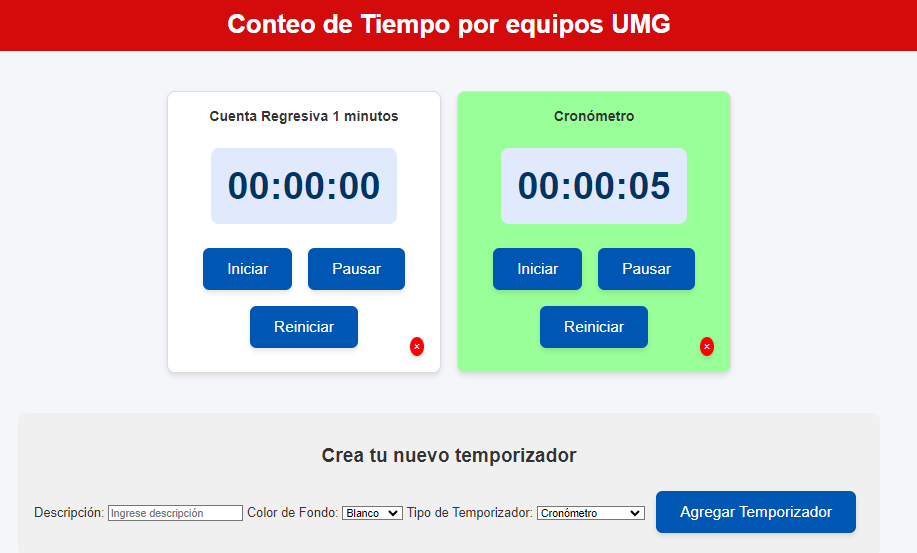 Conteo de Tiempo por equipos UMG
Cuenta Regresiva 1 minutos
00:00:00
Iniciar Pausar
Reiniciar
×
Cronómetro
00:00:05
Iniciar Pausar
Reiniciar
×
Crea tu nuevo temporizador
Descripción: Ingrese descripción Color de Fondo: Blanco Tipo de Temporizador: Cronómetro Agregar Temporizador